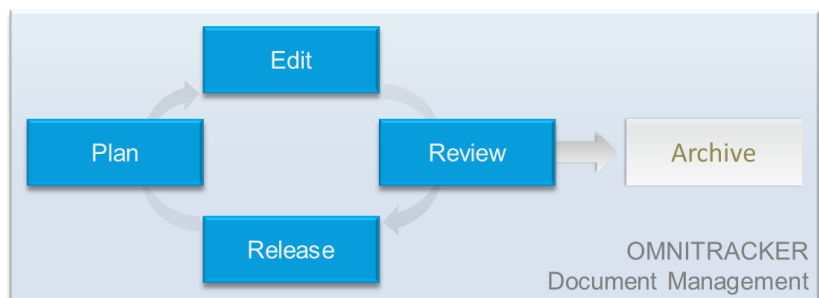 Edit
Plan
Review
Archive
Release
OMNITRACKER
Document Management